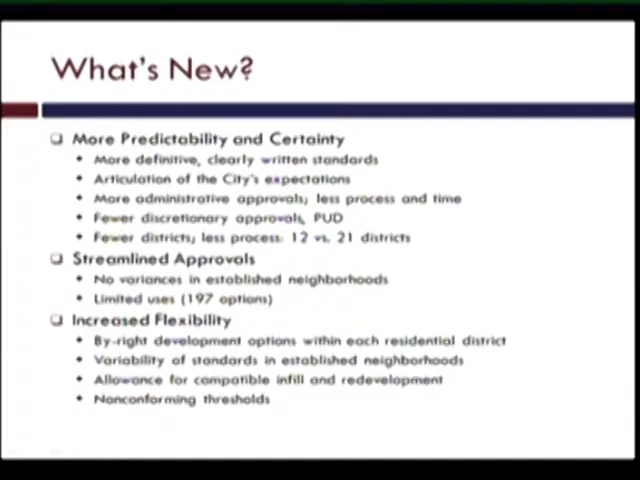 What's New?
❑ More Predictability and Certainty
• More definitive, clearly written standards
• Articulation of the City's expectations
• More administrative approvals; less process and time
• Fewer discretionary approvals, PUD
• Fewer districts; less process: 12 vs. 21 districts
❑ Streamlined Approvals
• No variances in established neighborhoods
• Limited uses (197 options)
❑ Increased Flexibility
• By-right development options within each residential district
• Variability of standards in established neighborhoods
• Allowance for compatible infill and redevelopment
• Nonconforming thresholds